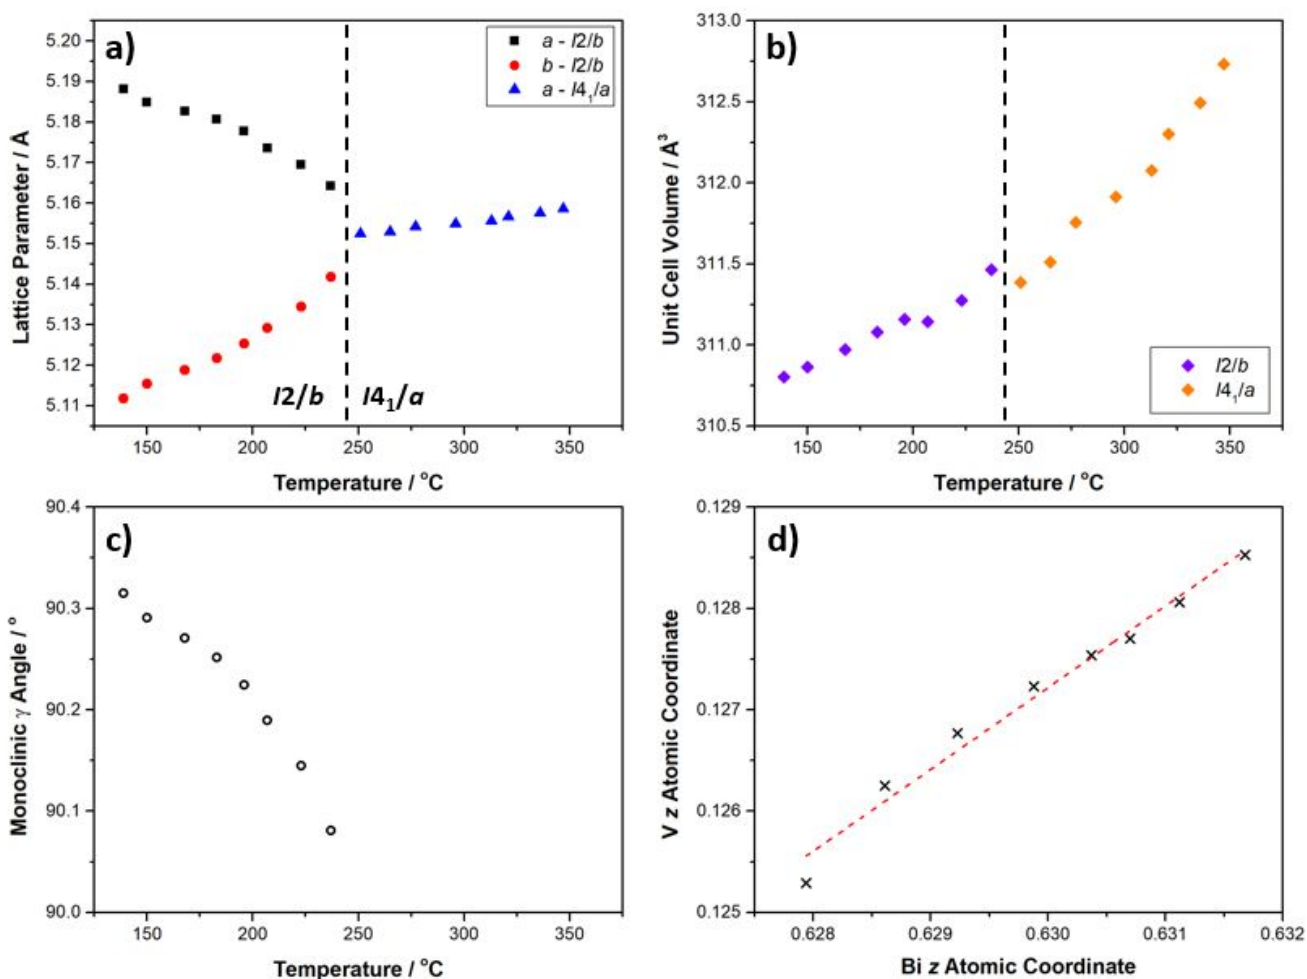 a)
5.20
5.19
5.18
5.17
5.16
5.15
5.14
5.13
5.12
5.11
Lattice Parameter / Å
a - I2/b
b - I2/b
a - I4₁/a
I2/b
I4₁/a
150 200 250 300 350
Temperature / °C
b)
313.0
312.5
312.0
311.5
311.0
310.5
Unit Cell Volume / Å³
I2/b
I4₁/a
150 200 250 300 350
Temperature / °C
c)
90.4
90.3
90.2
90.1
90.0
Monoclinic γ Angle / °
150 200 250 300 350
Temperature / °C
d)
0.129
0.128
0.127
0.126
0.125
V z Atomic Coordinate
0.628 0.629 0.630 0.631 0.632
Bi z Atomic Coordinate